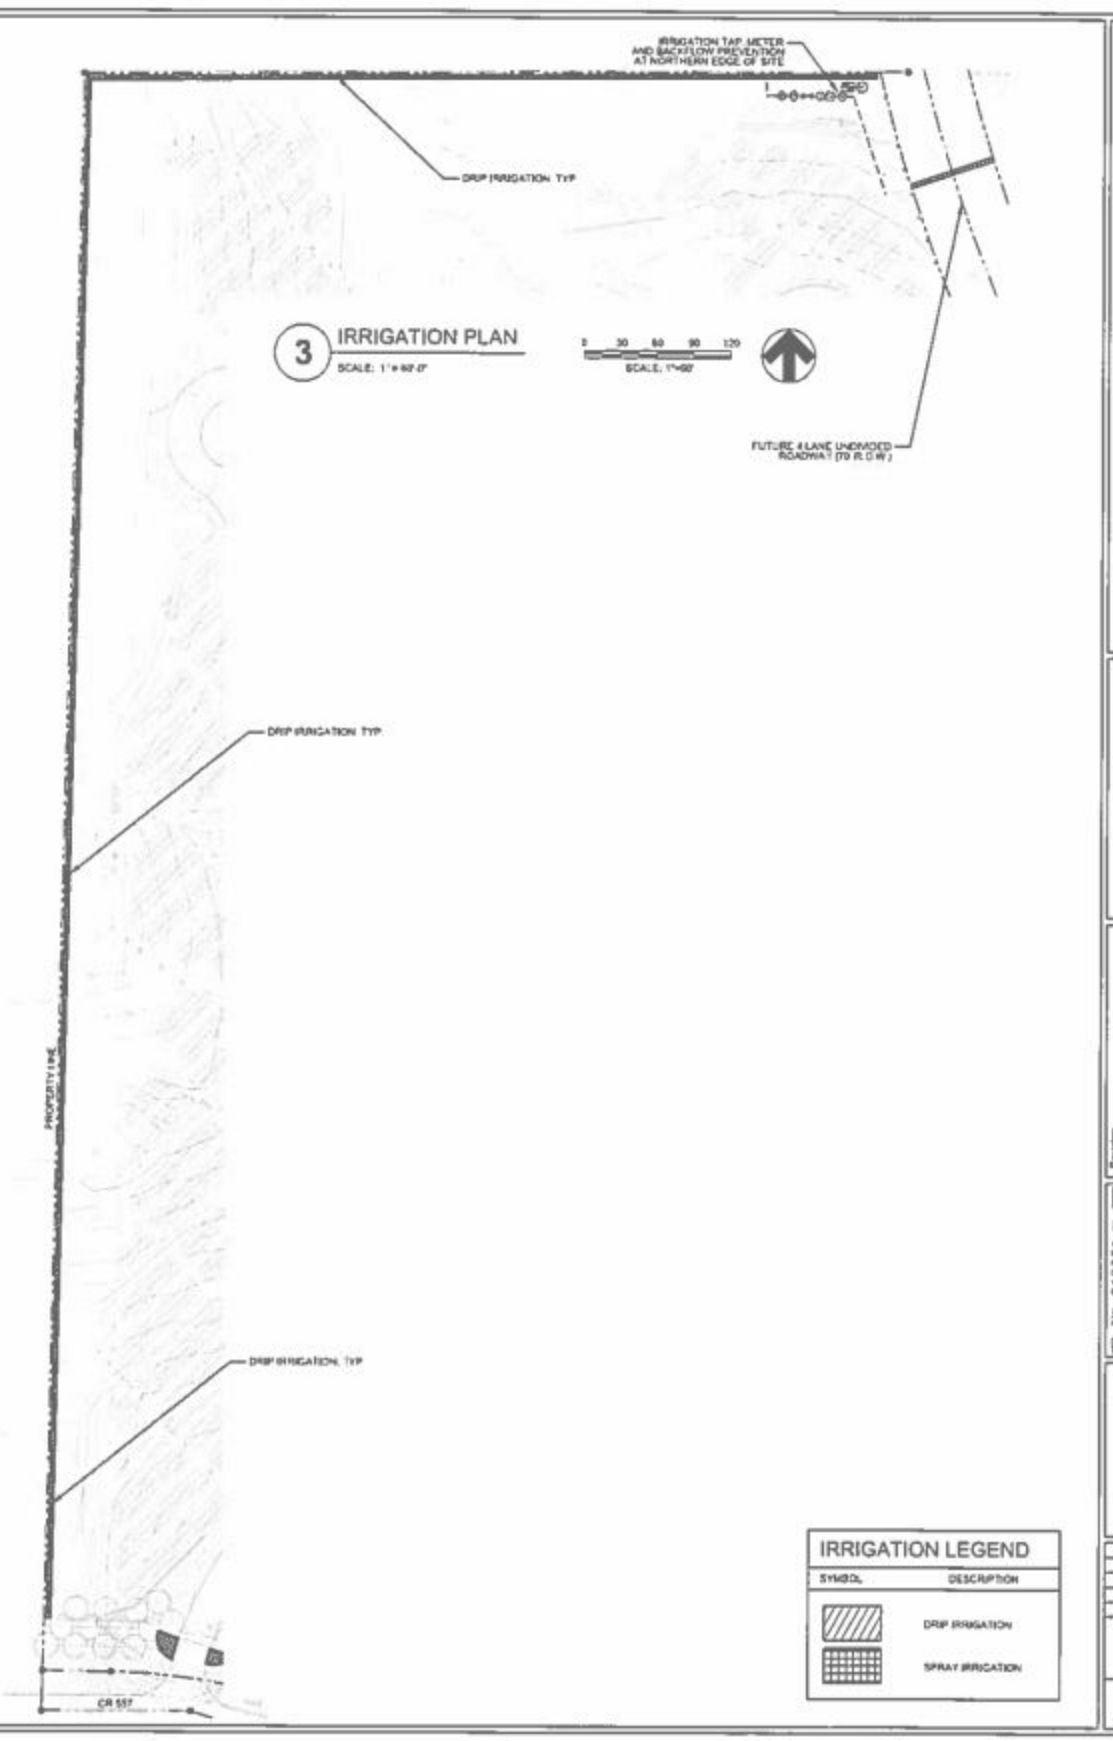 IRRIGATION TAP, METER
AND BACKFLOW PREVENTION
AT NORTHERN EDGE OF SITE
DRIP IRRIGATION TYP
3
IRRIGATION PLAN
SCALE: 1" = 60'-0"
0 30 60 90 120
SCALE: 1"=60'
FUTURE 4 LANE UNDIVIDED
ROADWAY (70 R.O.W.)
DRIP IRRIGATION TYP.
PROPERTY LINE
DRIP IRRIGATION, TYP
IRRIGATION LEGEND
SYMBOL DESCRIPTION
DRIP IRRIGATION
SPRAY IRRIGATION
CR 557